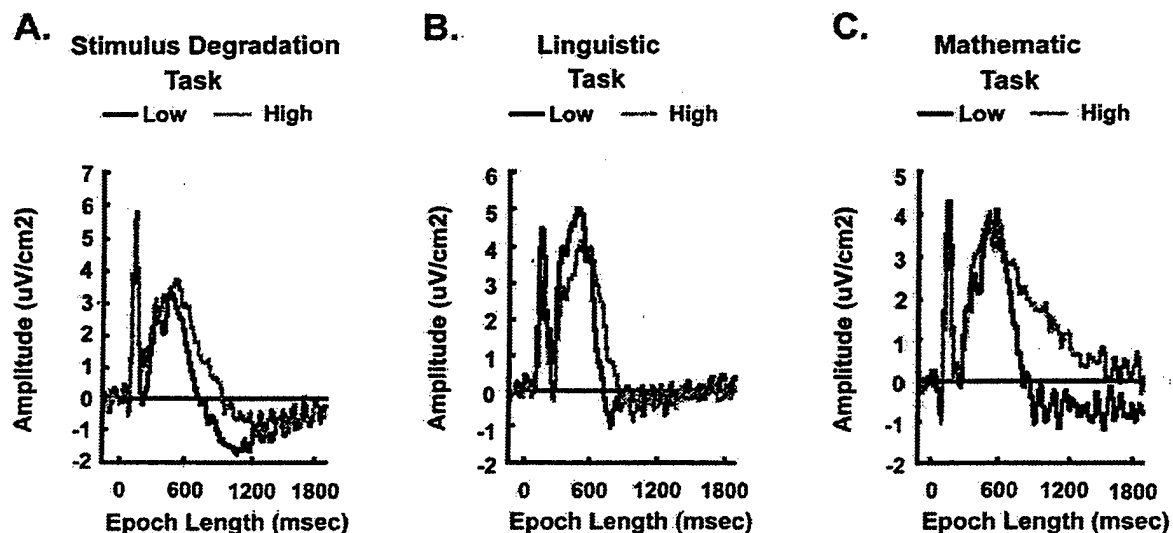 A.
Stimulus Degradation
Task
Low High
7
6
5
4
3
2
1
0
-1
-2
Amplitude (uV/cm2)
0 600 1200 1800
Epoch Length (msec)
B.
Linguistic
Task
Low High
6
5
4
3
2
1
0
-1
-2
Amplitude (uV/cm2)
0 600 1200 1800
Epoch Length (msec)
C.
Mathematic
Task
Low High
5
4
3
2
1
0
-1
-2
Amplitude (uV/cm2)
0 600 1200 1800
Epoch Length (msec)